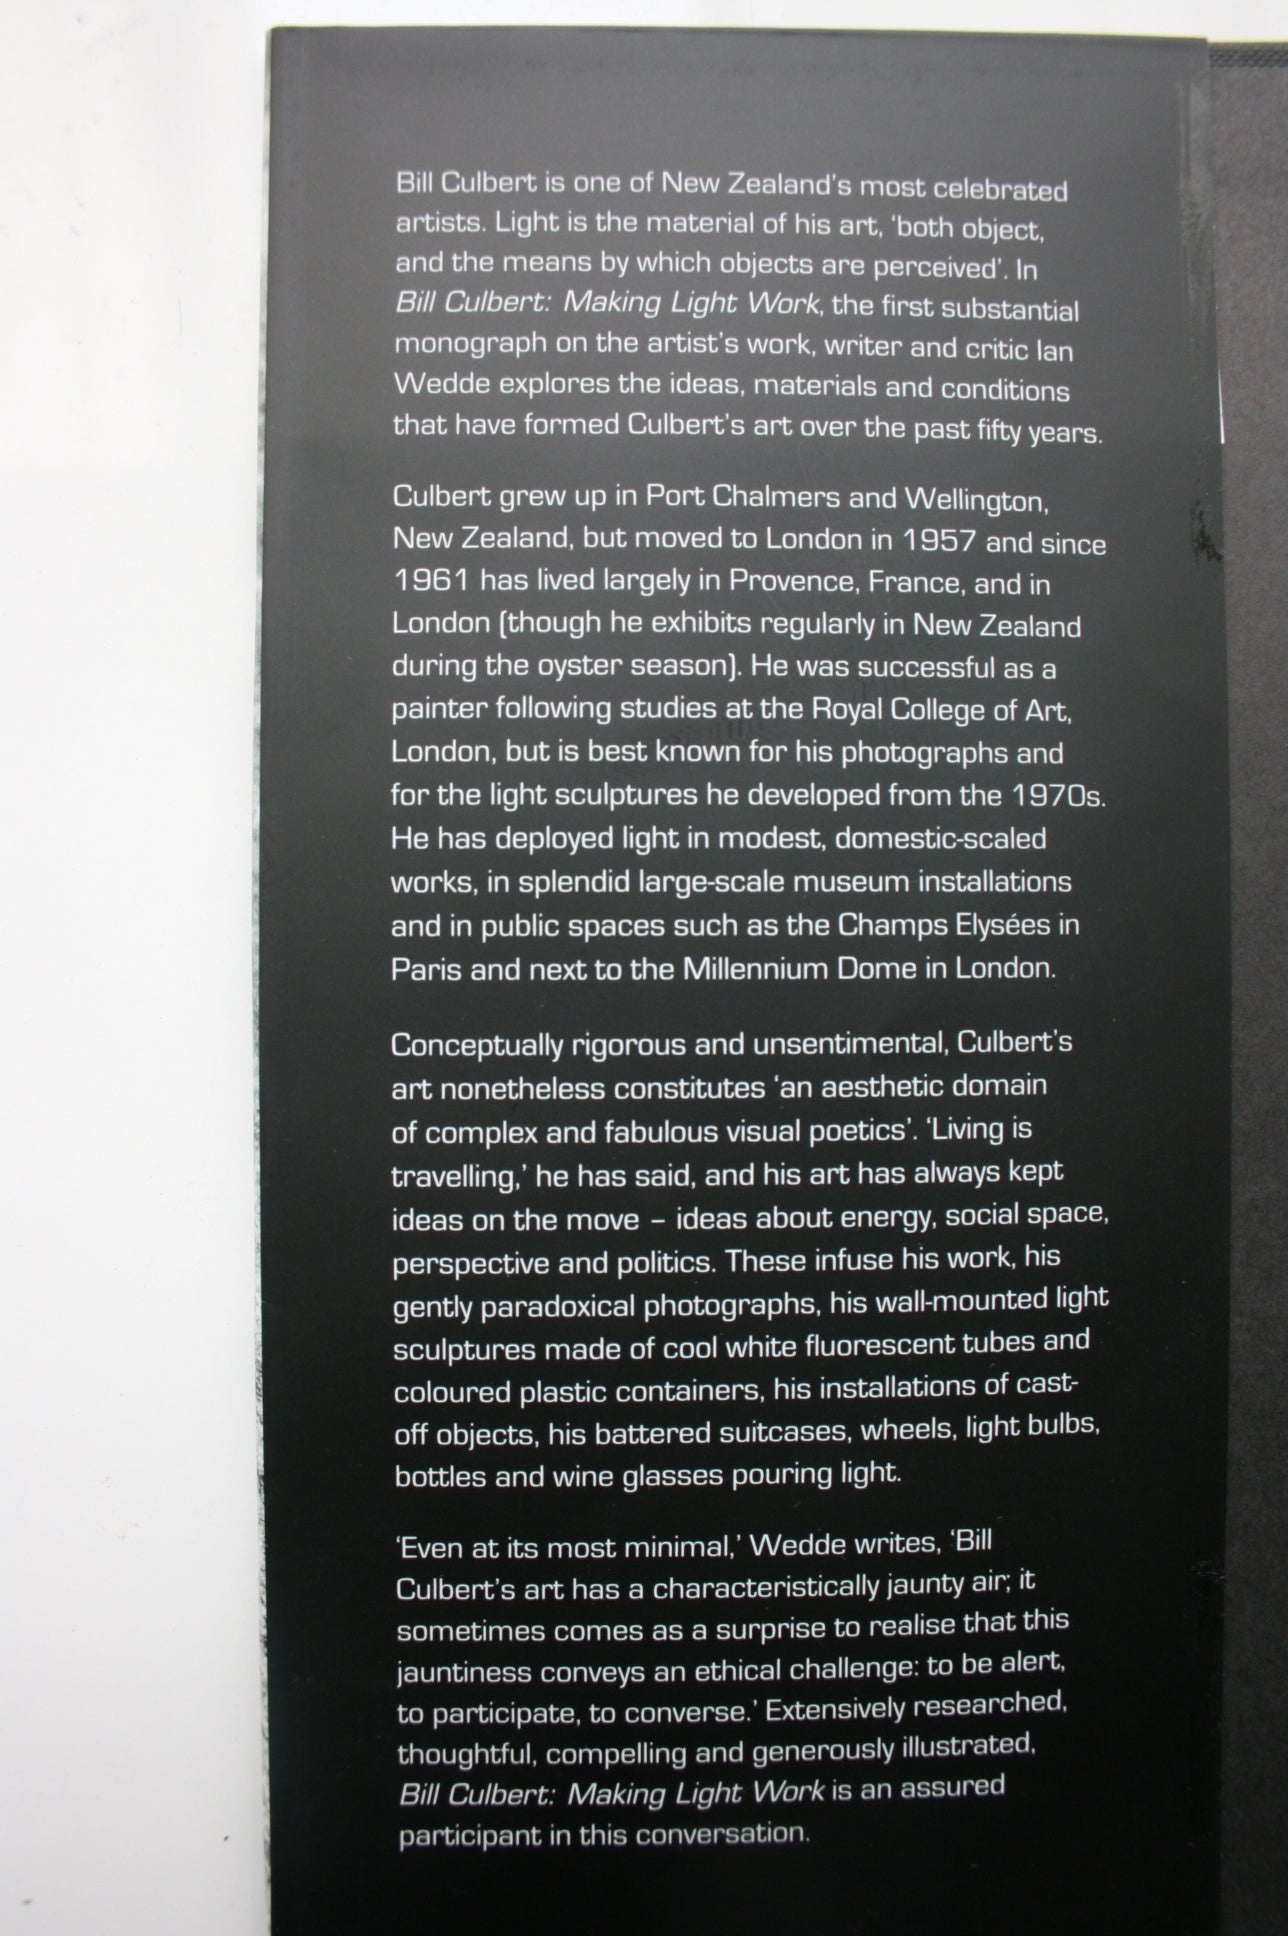 Bill Culbert is one of New Zealand's most celebrated
artists. Light is the material of his art, ‘both object,
and the means by which objects are perceived’. In
Bill Culbert: Making Light Work, the first substantial
monograph on the artist's work, writer and critic Ian
Wedde explores the ideas, materials and conditions
that have formed Culbert's art over the past fifty years.
Culbert grew up in Port Chalmers and Wellington,
New Zealand, but moved to London in 1957 and since
1961 has lived largely in Provence, France, and in
London (though he exhibits regularly in New Zealand
during the oyster season). He was successful as a
painter following studies at the Royal College of Art,
London, but is best known for his photographs and
for the light sculptures he developed from the 1970s.
He has deployed light in modest, domestic-scaled
works, in splendid large-scale museum installations
and in public spaces such as the Champs Elysées in
Paris and next to the Millennium Dome in London.
Conceptually rigorous and unsentimental, Culbert's
art nonetheless constitutes ‘an aesthetic domain
of complex and fabulous visual poetics’. ‘Living is
travelling,’ he has said, and his art has always kept
ideas on the move – ideas about energy, social space,
perspective and politics. These infuse his work, his
gently paradoxical photographs, his wall-mounted light
sculptures made of cool white fluorescent tubes and
coloured plastic containers, his installations of cast-
off objects, his battered suitcases, wheels, light bulbs,
bottles and wine glasses pouring light.
‘Even at its most minimal,’ Wedde writes, ‘Bill
Culbert's art has a characteristically jaunty air; it
sometimes comes as a surprise to realise that this
jauntiness conveys an ethical challenge: to be alert,
to participate, to converse.’ Extensively researched,
thoughtful, compelling and generously illustrated,
Bill Culbert: Making Light Work is an assured
participant in this conversation.